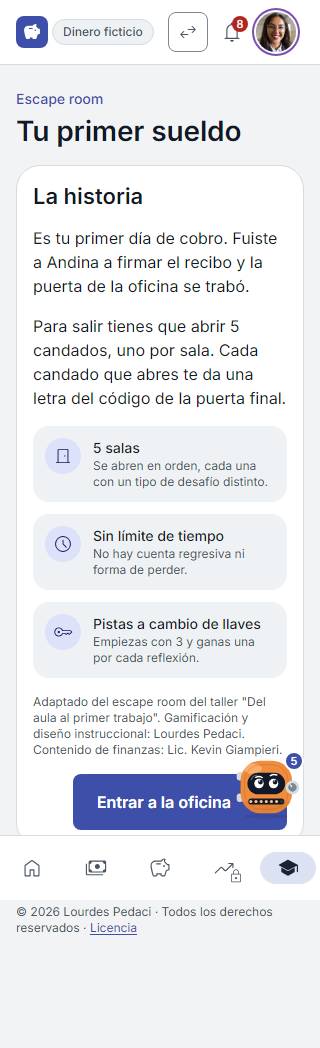 Dinero ficticio
8
Escape room
Tu primer sueldo
La historia
Es tu primer día de cobro. Fuiste
a Andina a firmar el recibo y la
puerta de la oficina se trabó.
Para salir tienes que abrir 5
candados, uno por sala. Cada
candado que abres te da una
letra del código de la puerta final.
5 salas
Se abren en orden, cada una
con un tipo de desafío distinto.
Sin límite de tiempo
No hay cuenta regresiva ni
forma de perder.
Pistas a cambio de llaves
Empiezas con 3 y ganas una
por cada reflexión.
Adaptado del escape room del taller "Del
aula al primer trabajo". Gamificación y
diseño instruccional: Lourdes Pedaci.
Contenido de finanzas: Lic. Kevin Giampieri.
5
Entrar a la oficina
© 2026 Lourdes Pedaci · Todos los derechos
reservados · Licencia